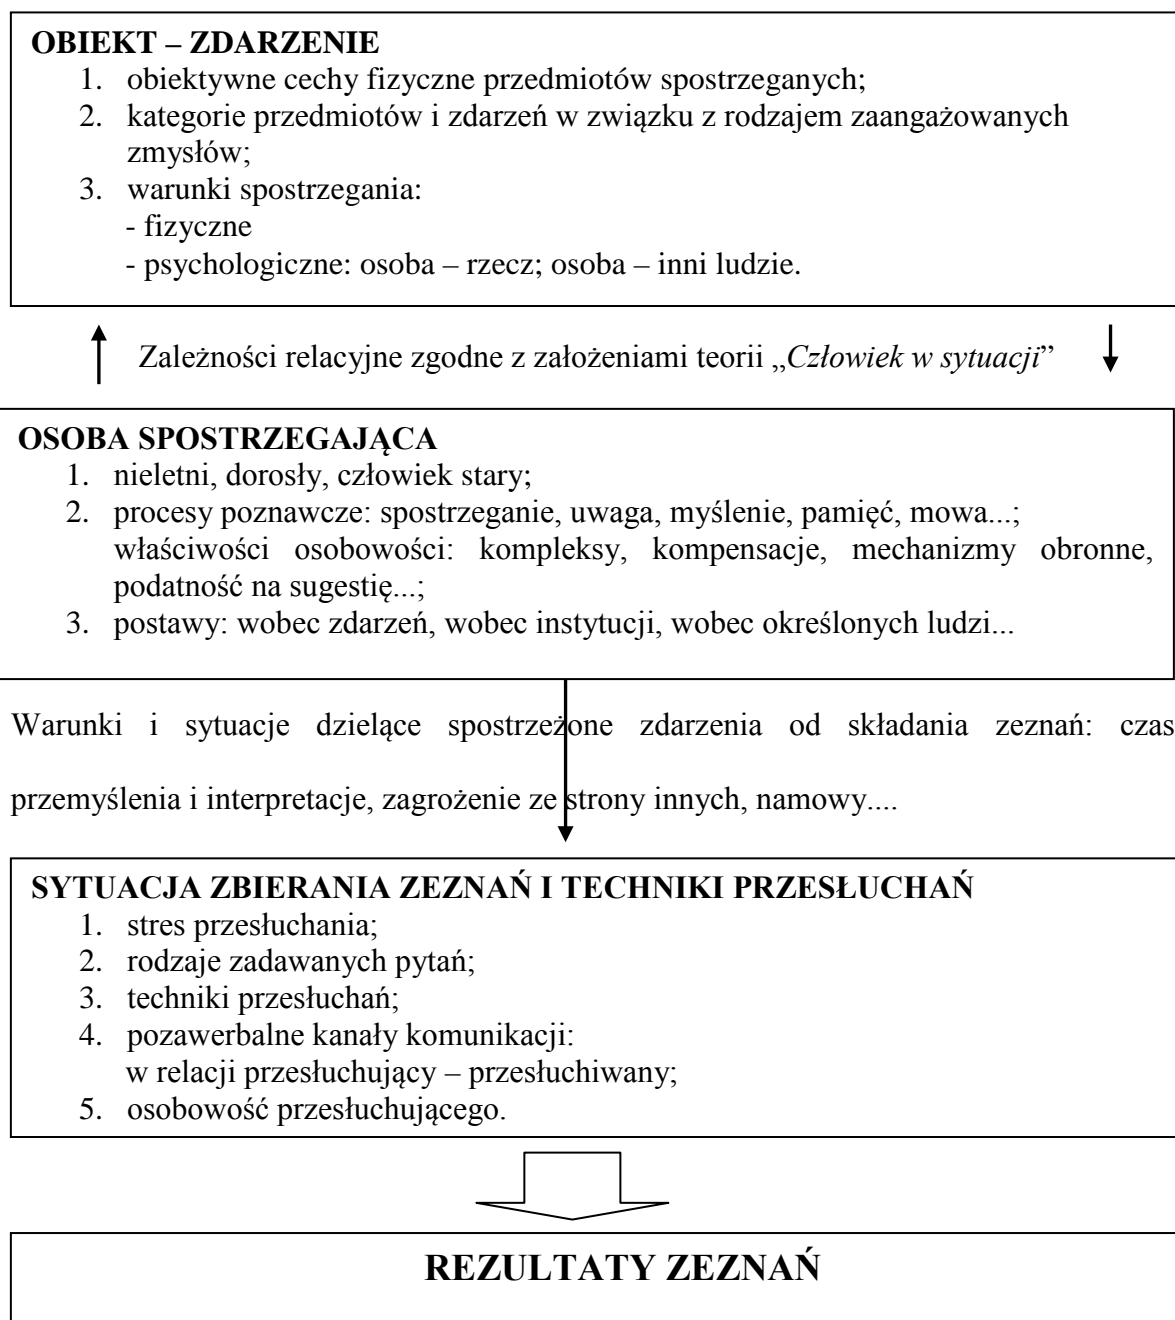 OBIEKT – ZDARZENIE
1. obiektywne cechy fizyczne przedmiotów spostrzeganych;
2. kategorie przedmiotów i zdarzeń w związku z rodzajem zaangażowanych
zmysłów;
3. warunki spostrzegania:
- fizyczne
- psychologiczne: osoba – rzecz; osoba – inni ludzie.
Zależności relacyjne zgodne z założeniami teorii „Człowiek w sytuacji”
OSOBA SPOSTRZEGAJĄCA
1. nieletni, dorosły, człowiek stary;
2. procesy poznawcze: spostrzeganie, uwaga, myślenie, pamięć, mowa...;
właściwości osobowości: kompleksy, kompensacje, mechanizmy obronne,
podatność na sugestię...;
3. postawy: wobec zdarzeń, wobec instytucji, wobec określonych ludzi...
Warunki i sytuacje dzielące spostrzeżone zdarzenia od składania zeznań: czas
przemyślenia i interpretacje, zagrożenie ze strony innych, namowy....
SYTUACJA ZBIERANIA ZEZNAŃ I TECHNIKI PRZESŁUCHAŃ
1. stres przesłuchania;
2. rodzaje zadawanych pytań;
3. techniki przesłuchań;
4. pozawerbalne kanały komunikacji:
w relacji przesłuchujący – przesłuchiwany;
5. osobowość przesłuchującego.
REZULTATY ZEZNAŃ